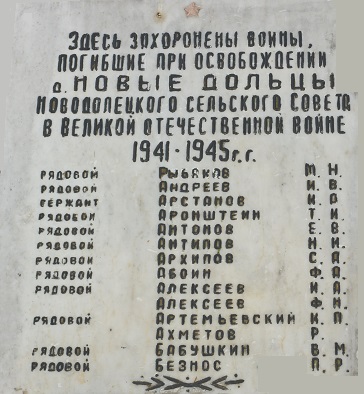 Здесь захоронены воины,
погибшие при освобождении
д. Новые Дольцы
Новодолецкого сельского Совета
в Великой Отечественной войне
1941-1945г.г.
рядовой Рыбаков М. Н.
рядовой Андреев И. В.
сержант Арстанов И. О
рядовой Аронштейн Т. И.
рядовой Антонов Е. В.
рядовой Антипов Н. И.
рядовой Архипов С. А.
рядовой Абоин Ф. А.
рядовой Алексеев И. А.
Алексеев Ф. Н.
рядовой Артемьевский И. П.
Ахметов Р.
рядовой Бабушкин В. М.
рядовой Безнос П. Р.